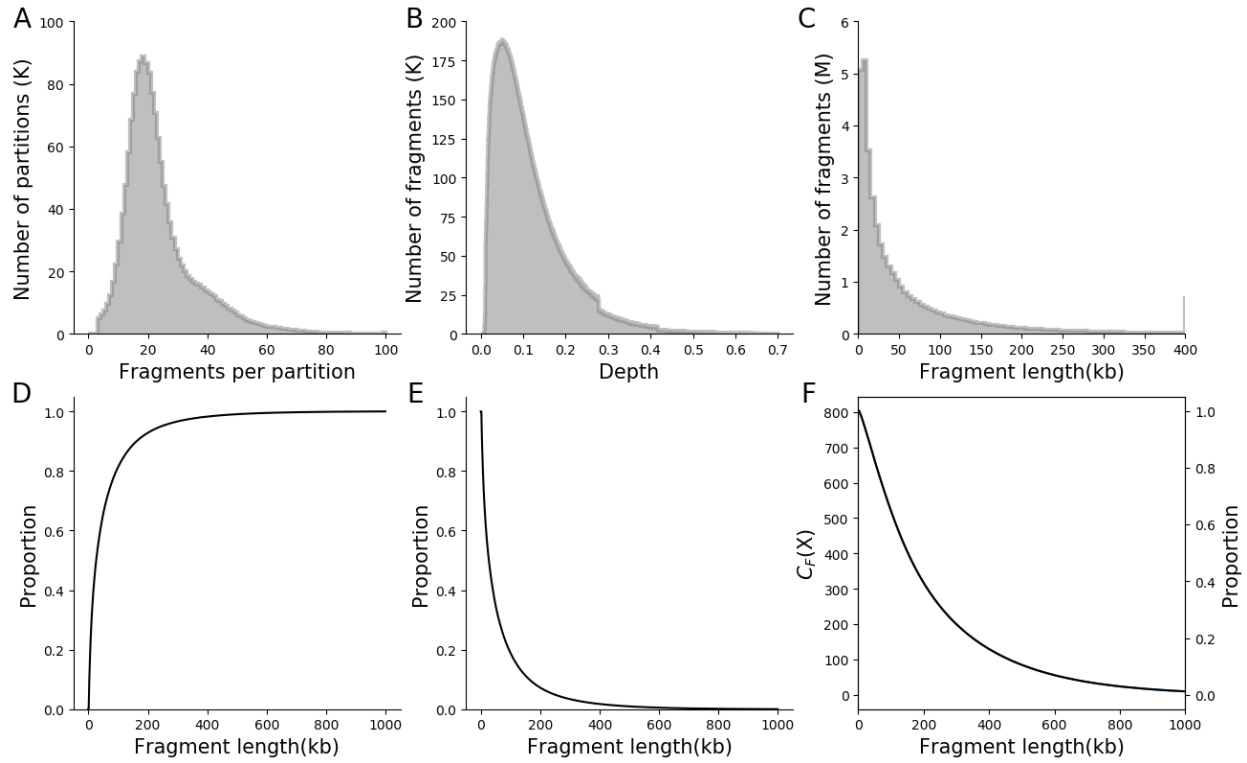 A
Number of partitions (K)
100
80
60
40
20
0
0 20 40 60 80 100
Fragments per partition
B
Number of fragments (K)
200
175
150
125
100
75
50
25
0
0.0 0.1 0.2 0.3 0.4 0.5 0.6 0.7
Depth
C
Number of fragments (M)
6
5
4
3
2
1
0
0 50 100 150 200 250 300 350 400
Fragment length(kb)
D
Proportion
1.0
0.8
0.6
0.4
0.2
0.0
0 200 400 600 800 1000
Fragment length(kb)
E
Proportion
1.0
0.8
0.6
0.4
0.2
0.0
0 200 400 600 800 1000
Fragment length(kb)
F
C_F(X)
800
700
600
500
400
300
200
100
0
1.0
0.8
0.6
0.4
0.2
0.0
Proportion
0 200 400 600 800 1000
Fragment length(kb)